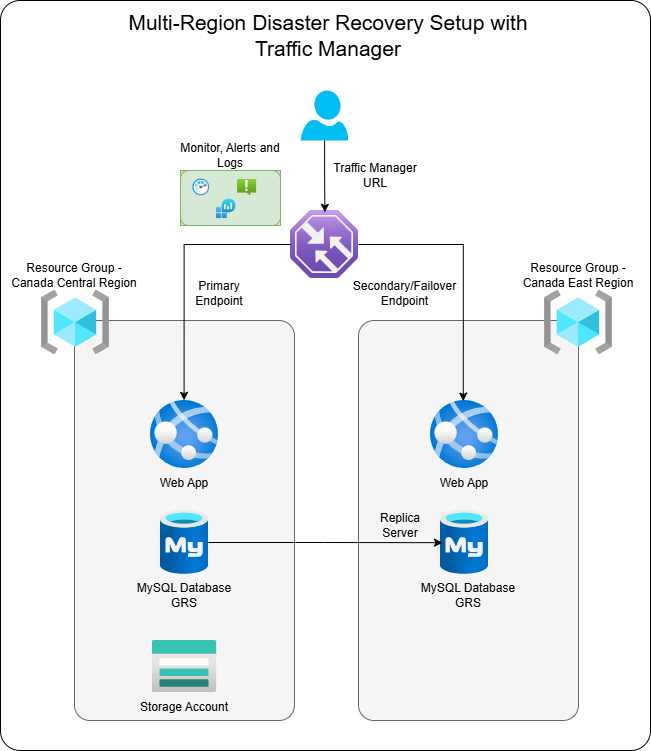 Multi-Region Disaster Recovery Setup with
Traffic Manager
Monitor, Alerts and
Logs
Traffic Manager
URL
Resource Group -
Canada Central Region
Primary
Endpoint
Secondary/Failover
Endpoint
Resource Group -
Canada East Region
Web App
Web App
My
Replica
Server
My
MySQL Database
GRS
MySQL Database
GRS
Storage Account